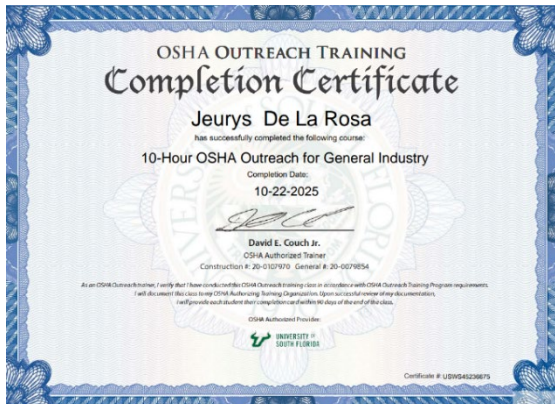 OSHA OUTREACH TRAINING
Completion Certificate
Jeurys De La Rosa
has successfully completed the following course:
10-Hour OSHA Outreach for General Industry
Completion Date:
10-22-2025
David E. Couch Jr.
OSHA Authorized Trainer
Construction #: 20-0107970 General #: 20-0079854
As an OSHA Outreach trainer, I verify that I have conducted this OSHA Outreach training class in accordance with OSHA Outreach Training Program requirements.
I will document this class to my OSHA Authorizing Training Organization. Upon successful review of my documentation,
I will provide each student their completion card within 90 days of the end of the class.
OSHA Authorized Provider:
UNIVERSITY of
SOUTH FLORIDA
Certificate #: USWS45236675